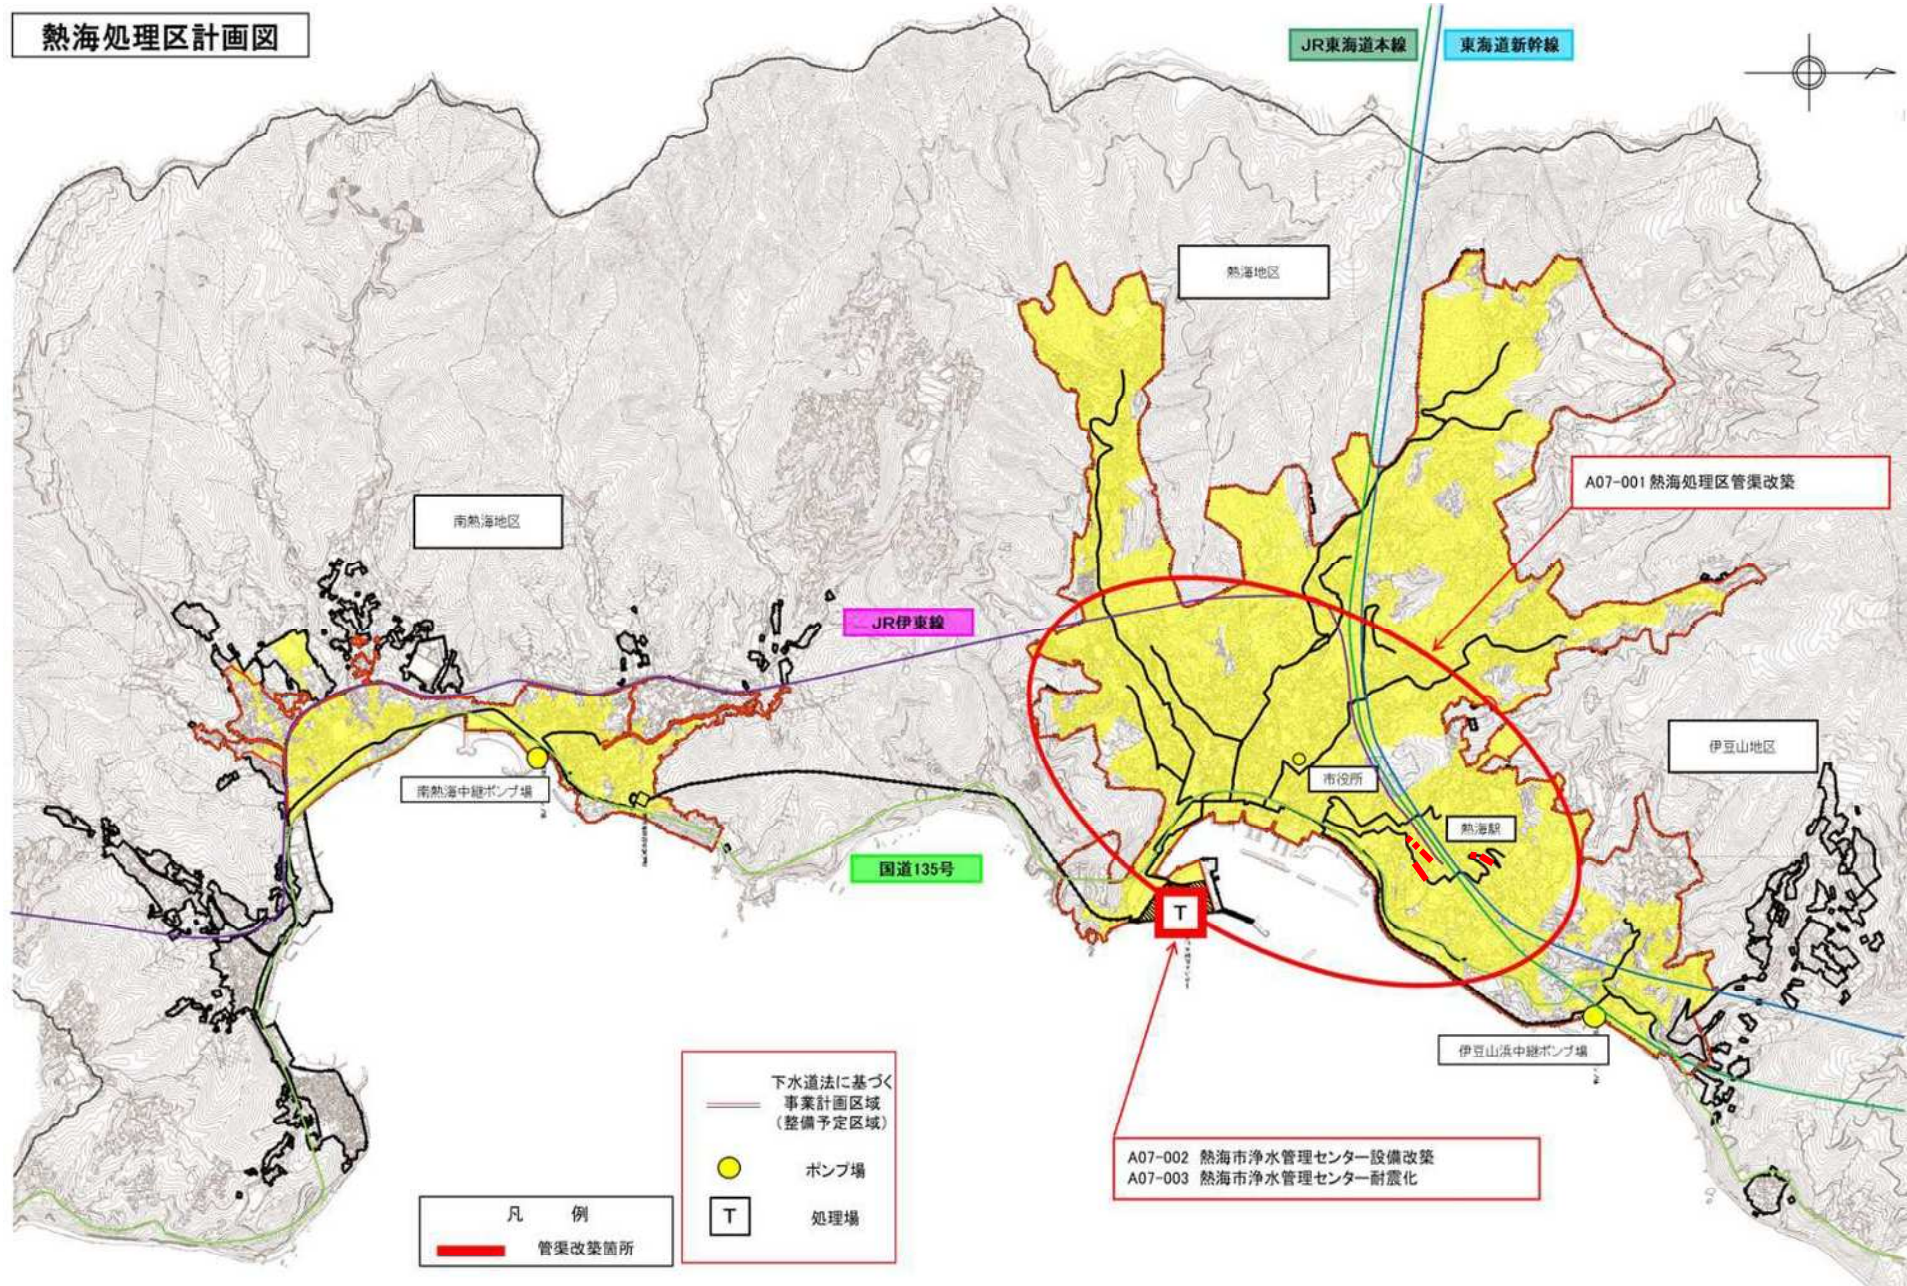 熱海処理区計画図
JR東海道本線
東海道新幹線
熱海地区
A07-001 熱海処理区管渠改築
南熱海地区
JR伊東線
伊豆山地区
市役所
南熱海中継ポンプ場
熱海駅
国道135号
T
伊豆山浜中継ポンプ場
下水道法に基づく
事業計画区域
（整備予定区域）
ポンプ場
T
処理場
A07-002 熱海市浄水管理センター設備改築
A07-003 熱海市浄水管理センター耐震化
凡 例
管渠改築箇所